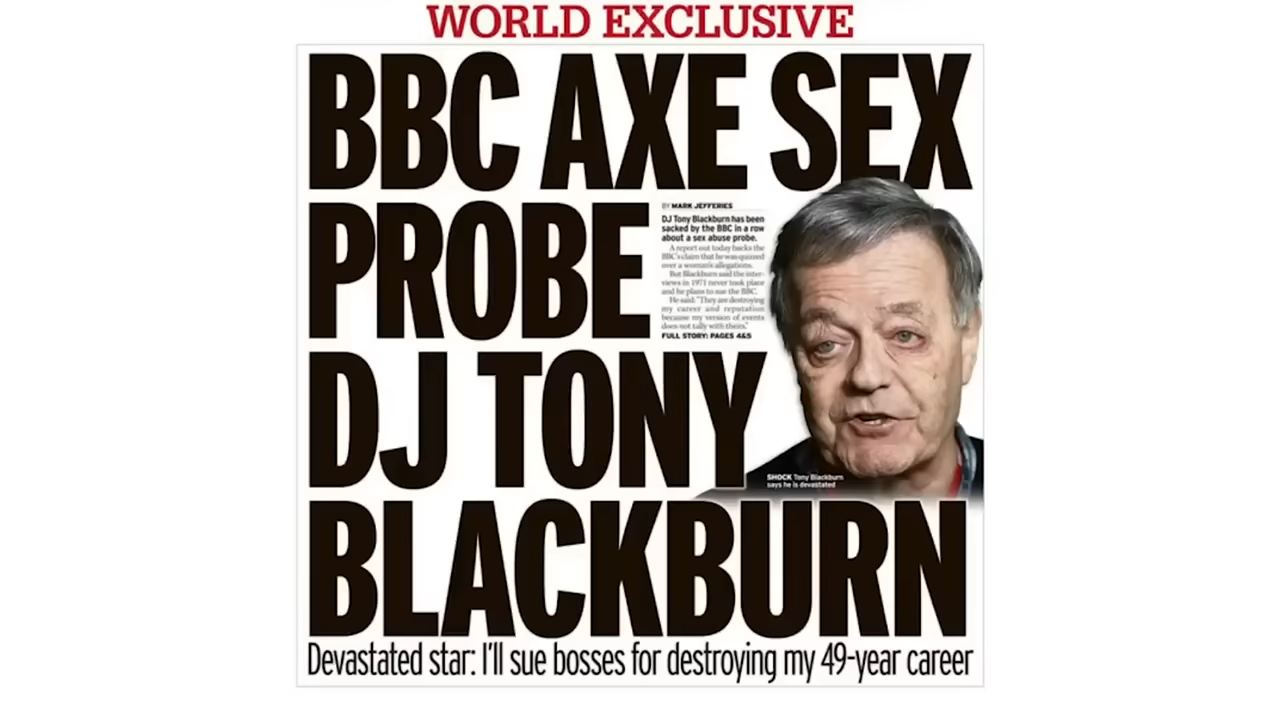 WORLD EXCLUSIVE
BBC AXE SEX
PROBE
BY MARK JEFFERIES
DJ Tony Blackburn has been
sacked by the BBC in a row
about a sex abuse probe.
A report out today backs the
BBC's claim that he was quizzed
over a woman's allegations.
But Blackburn said the inter-
views in 1971 never took place
and he plans to sue the BBC.
He said: "They are destroying
my career and reputation
because my version of events
does not tally with theirs."
FULL STORY: PAGES 4&5
DJ TONY
SHOCK Tony Blackburn
says he is devastated
BLACKBURN
Devastated star: I'll sue bosses for destroying my 49-year career